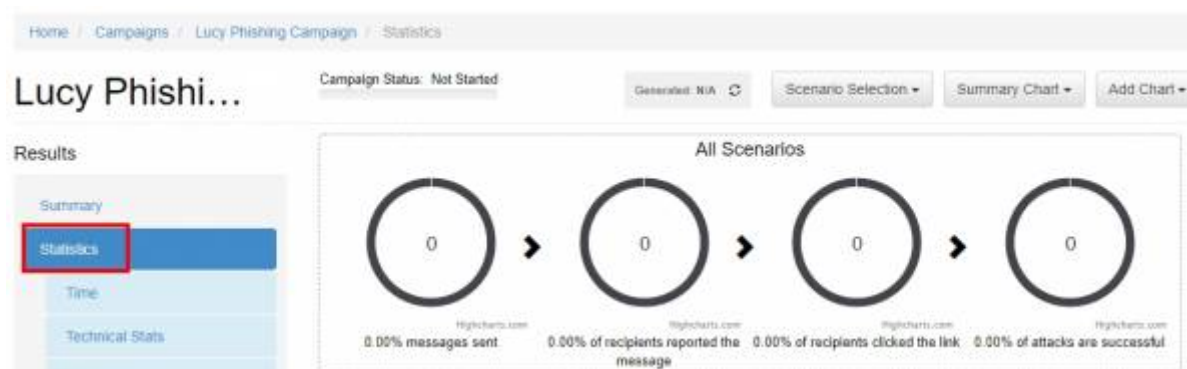 Home / Campaigns / Lucy Phishing Campaign / Statistics
Lucy Phishi...
Campaign Status: Not Started
Generated: N/A
Scenario Selection
Summary Chart
Add Chart
Results
Summary
Statistics
Time
Technical Stats
All Scenarios
0
0
0
0
Highcharts.com
Highcharts.com
Highcharts.com
Highcharts.com
0.00% messages sent
0.00% of recipients reported the
message
0.00% of recipients clicked the link
0.00% of attacks are successful